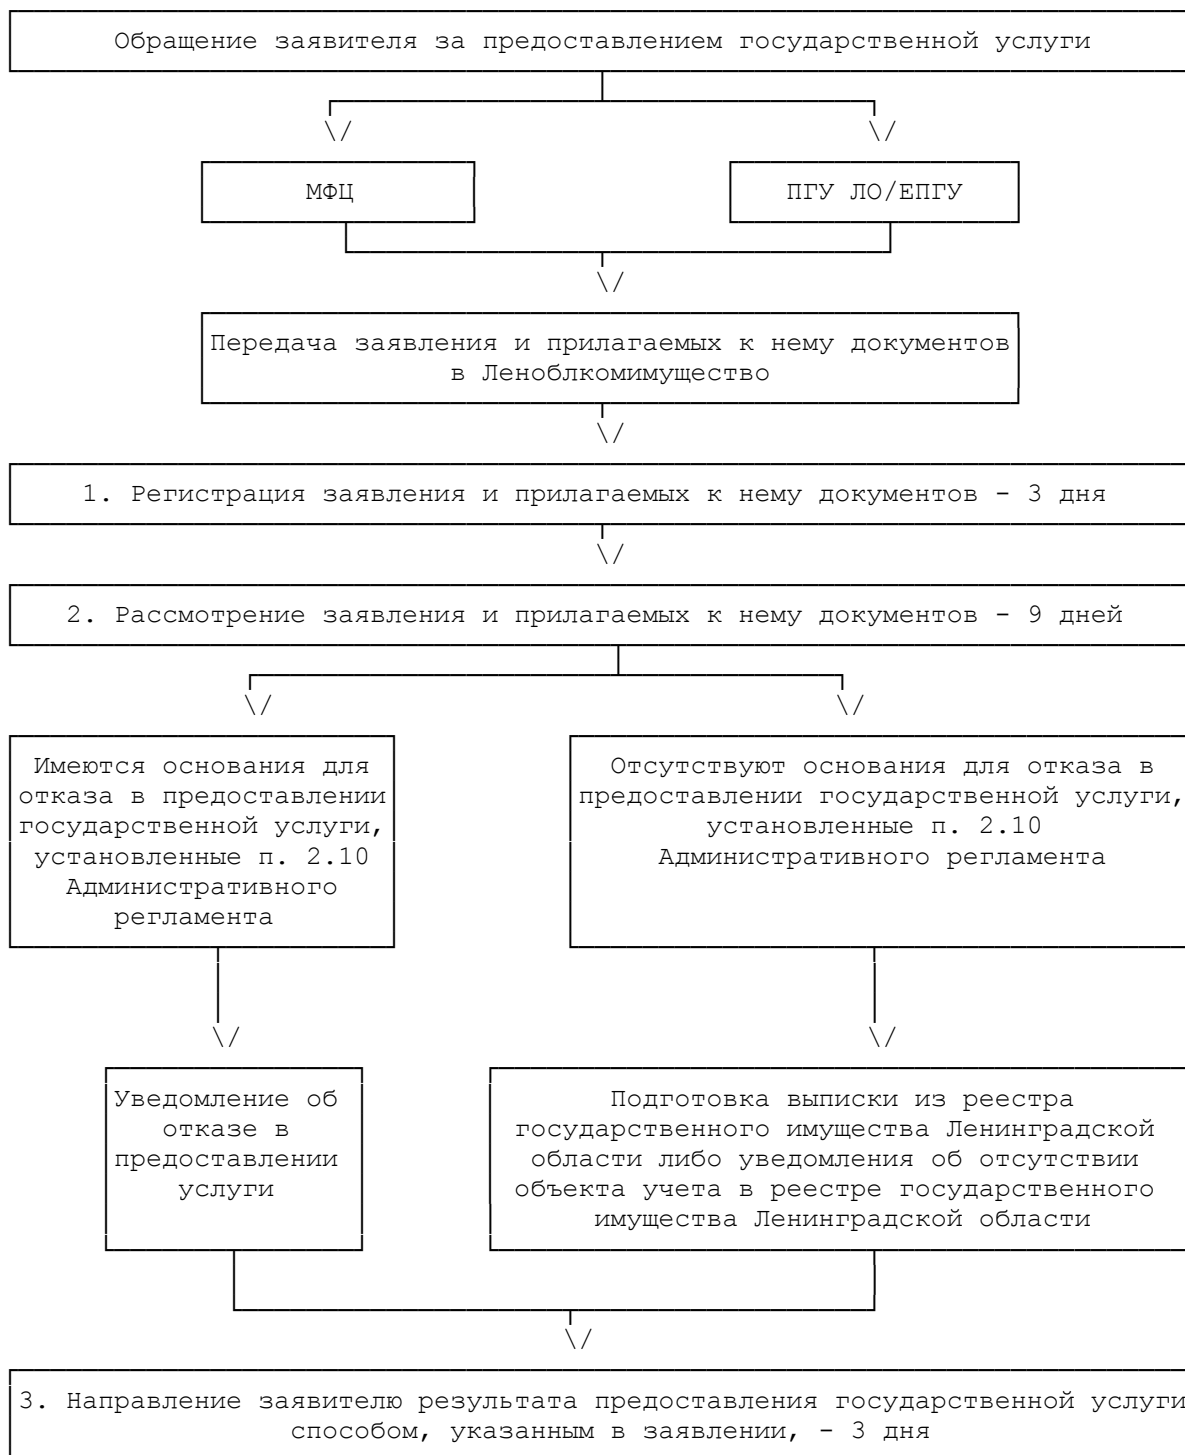 Обращение заявителя за предоставлением государственной услуги
МФЦ
ПГУ ЛО/ЕПГУ
Передача заявления и прилагаемых к нему документов
в Леноблкомимущество
1. Регистрация заявления и прилагаемых к нему документов - 3 дня
2. Рассмотрение заявления и прилагаемых к нему документов - 9 дней
Имеются основания для
отказа в предоставлении
государственной услуги,
установленные п. 2.10
Административного
регламента
Отсутствуют основания для отказа в
предоставлении государственной услуги,
установленные п. 2.10
Административного регламента
Уведомление об
отказе в
предоставлении
услуги
Подготовка выписки из реестра
государственного имущества Ленинградской
области либо уведомления об отсутствии
объекта учета в реестре государственного
имущества Ленинградской области
3. Направление заявителю результата предоставления государственной услуги
способом, указанным в заявлении, - 3 дня